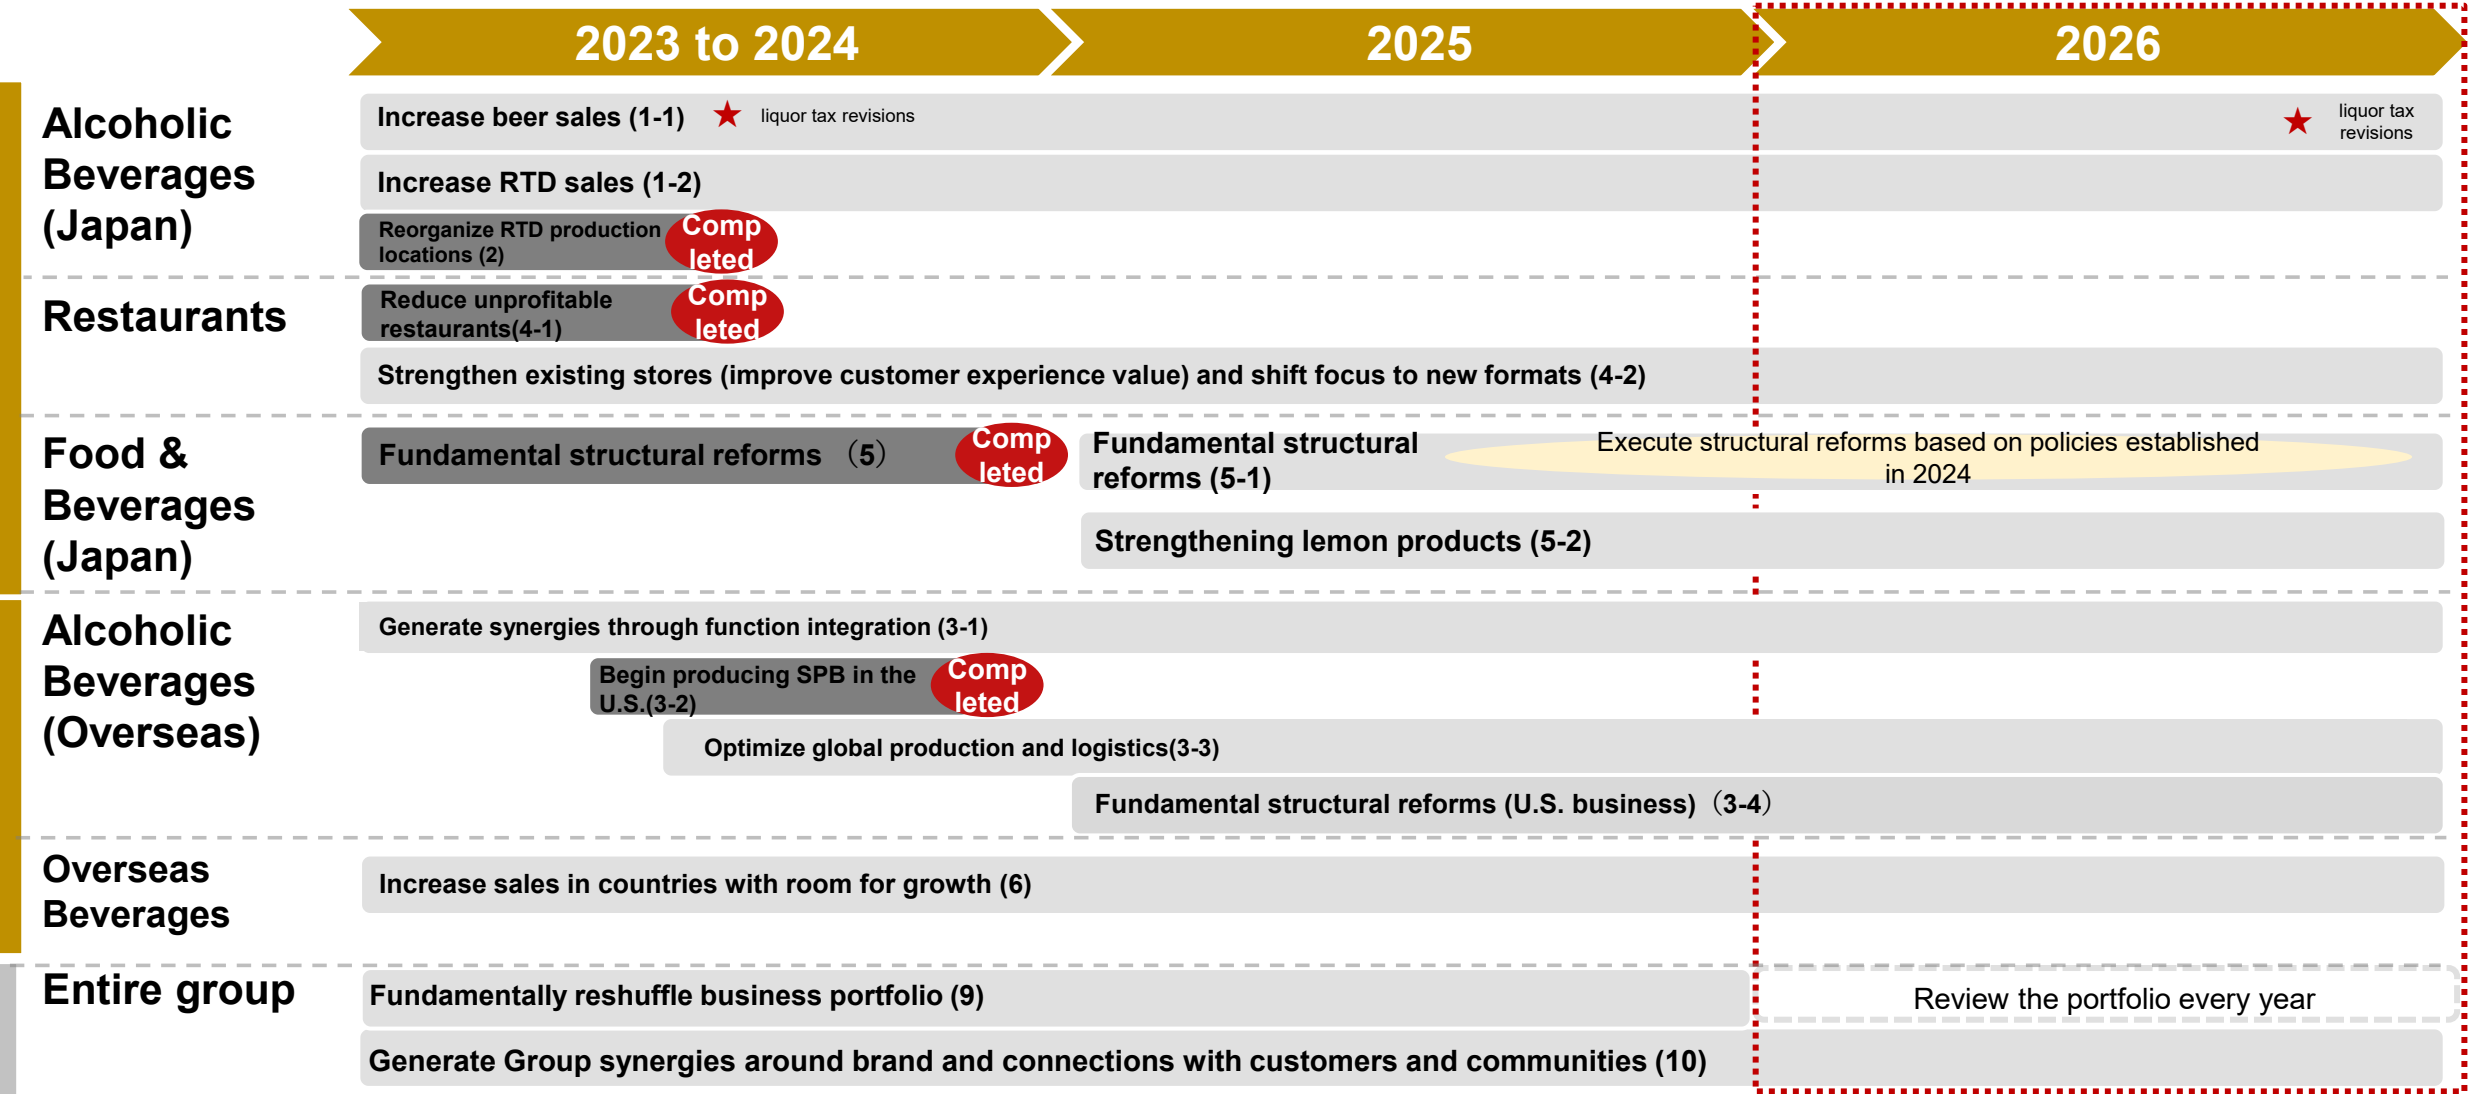 2023 to 2024
2025
2026
Alcoholic
Beverages
(Japan)
Increase beer sales (1-1)
liquor tax revisions
liquor tax
revisions
Increase RTD sales (1-2)
Reorganize RTD production
locations (2)
Comp
leted
Restaurants
Reduce unprofitable
restaurants(4-1)
Comp
leted
Strengthen existing stores (improve customer experience value) and shift focus to new formats (4-2)
Food &
Beverages
(Japan)
Fundamental structural reforms （5）
Comp
leted
Fundamental structural
reforms (5-1)
Execute structural reforms based on policies established
in 2024
Strengthening lemon products (5-2)
Alcoholic
Beverages
(Overseas)
Generate synergies through function integration (3-1)
Begin producing SPB in the
U.S.(3-2)
Comp
leted
Optimize global production and logistics(3-3)
Fundamental structural reforms (U.S. business)（3-4）
Overseas
Beverages
Increase sales in countries with room for growth (6)
Entire group
Fundamentally reshuffle business portfolio (9)
Review the portfolio every year
Generate Group synergies around brand and connections with customers and communities (10)